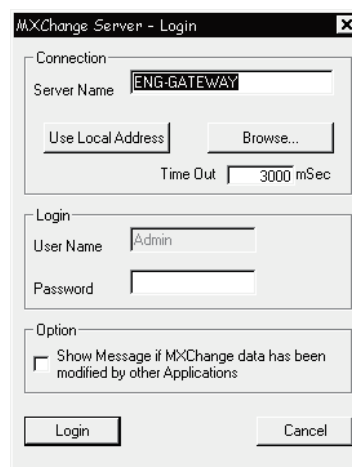 MXChange Server - Login
Connection
Server Name ENG-GATEWAY
Use Local Address Browse...
Time Out 3000 mSec
Login
User Name Admin
Password
Option
Show Message if MXChange data has been
modified by other Applications
Login Cancel